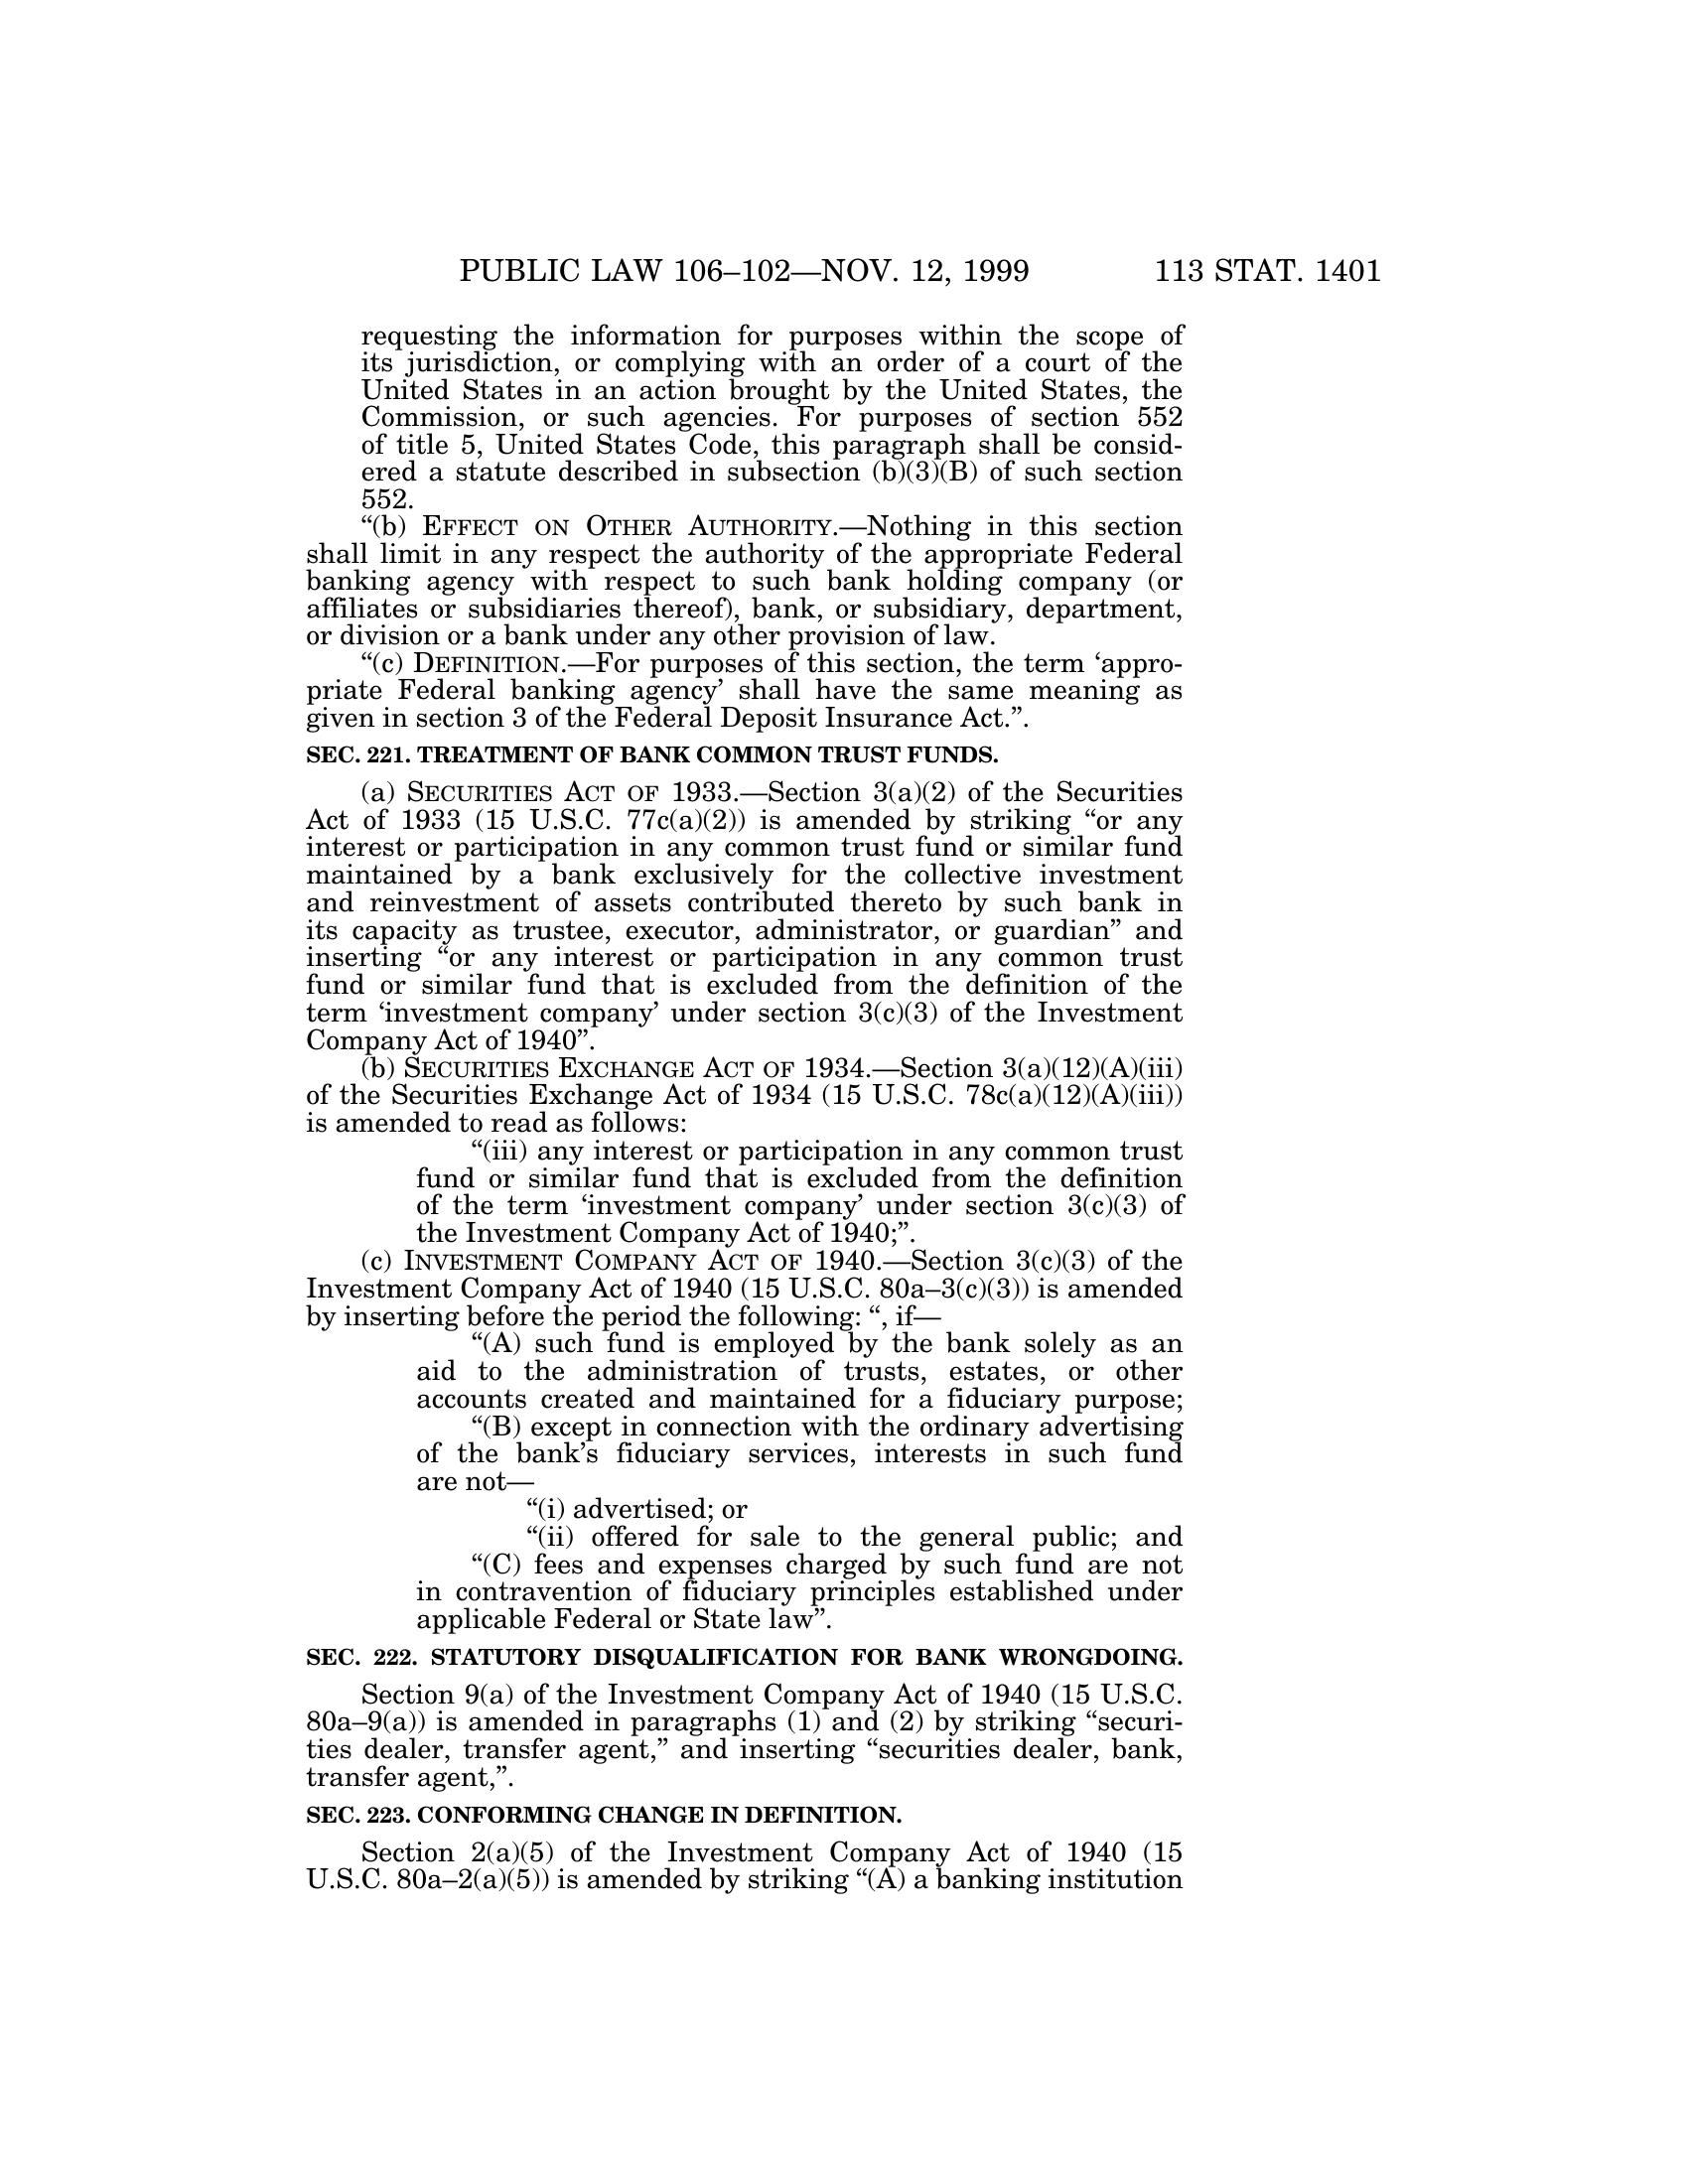 PUBLIC LAW 106–102—NOV. 12, 1999 113 STAT. 1401
requesting the information for purposes within the scope of
its jurisdiction, or complying with an order of a court of the
United States in an action brought by the United States, the
Commission, or such agencies. For purposes of section 552
of title 5, United States Code, this paragraph shall be consid-
ered a statute described in subsection (b)(3)(B) of such section
552.
“(b) EFFECT ON OTHER AUTHORITY.—Nothing in this section
shall limit in any respect the authority of the appropriate Federal
banking agency with respect to such bank holding company (or
affiliates or subsidiaries thereof), bank, or subsidiary, department,
or division or a bank under any other provision of law.
“(c) DEFINITION.—For purposes of this section, the term ‘appro-
priate Federal banking agency’ shall have the same meaning as
given in section 3 of the Federal Deposit Insurance Act.”.
SEC. 221. TREATMENT OF BANK COMMON TRUST FUNDS.
(a) SECURITIES ACT OF 1933.—Section 3(a)(2) of the Securities
Act of 1933 (15 U.S.C. 77c(a)(2)) is amended by striking “or any
interest or participation in any common trust fund or similar fund
maintained by a bank exclusively for the collective investment
and reinvestment of assets contributed thereto by such bank in
its capacity as trustee, executor, administrator, or guardian” and
inserting “or any interest or participation in any common trust
fund or similar fund that is excluded from the definition of the
term ‘investment company’ under section 3(c)(3) of the Investment
Company Act of 1940”.
(b) SECURITIES EXCHANGE ACT OF 1934.—Section 3(a)(12)(A)(iii)
of the Securities Exchange Act of 1934 (15 U.S.C. 78c(a)(12)(A)(iii))
is amended to read as follows:
“(iii) any interest or participation in any common trust
fund or similar fund that is excluded from the definition
of the term ‘investment company’ under section 3(c)(3) of
the Investment Company Act of 1940;”.
(c) INVESTMENT COMPANY ACT OF 1940.—Section 3(c)(3) of the
Investment Company Act of 1940 (15 U.S.C. 80a–3(c)(3)) is amended
by inserting before the period the following: “, if—
“(A) such fund is employed by the bank solely as an
aid to the administration of trusts, estates, or other
accounts created and maintained for a fiduciary purpose;
“(B) except in connection with the ordinary advertising
of the bank’s fiduciary services, interests in such fund
are not—
“(i) advertised; or
“(ii) offered for sale to the general public; and
“(C) fees and expenses charged by such fund are not
in contravention of fiduciary principles established under
applicable Federal or State law”.
SEC. 222. STATUTORY DISQUALIFICATION FOR BANK WRONGDOING.
Section 9(a) of the Investment Company Act of 1940 (15 U.S.C.
80a–9(a)) is amended in paragraphs (1) and (2) by striking “securi-
ties dealer, transfer agent,” and inserting “securities dealer, bank,
transfer agent,”.
SEC. 223. CONFORMING CHANGE IN DEFINITION.
Section 2(a)(5) of the Investment Company Act of 1940 (15
U.S.C. 80a–2(a)(5)) is amended by striking “(A) a banking institution